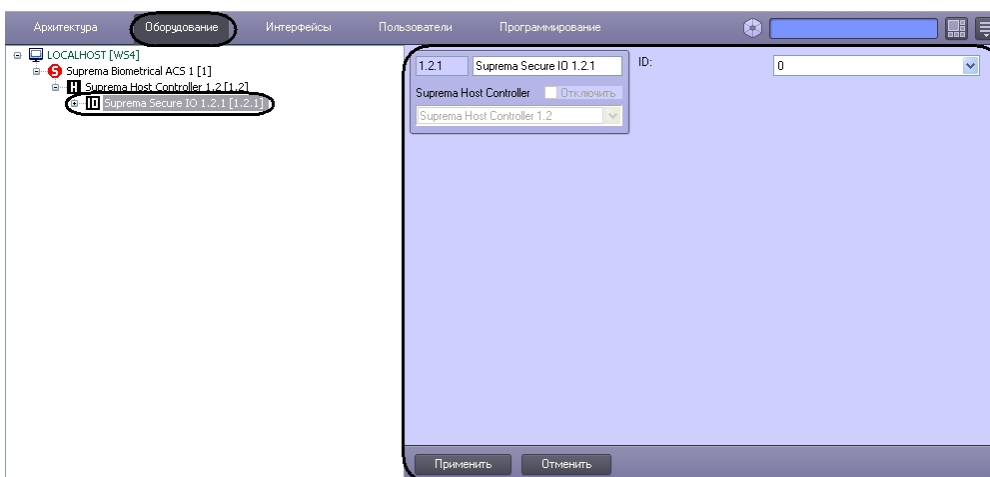 Архитектура Оборудование Интерфейсы Пользователи Программирование
LOCALHOST [WS4]
Suprema Biometrical ACS 1 [1]
Suprema Host Controller 1.2 [1.2]
Suprema Secure IO 1.2.1 [1.2.1]
1.2.1 Suprema Secure IO 1.2.1
Suprema Host Controller Отключить
Suprema Host Controller 1.2
ID: 0
Применить Отменить